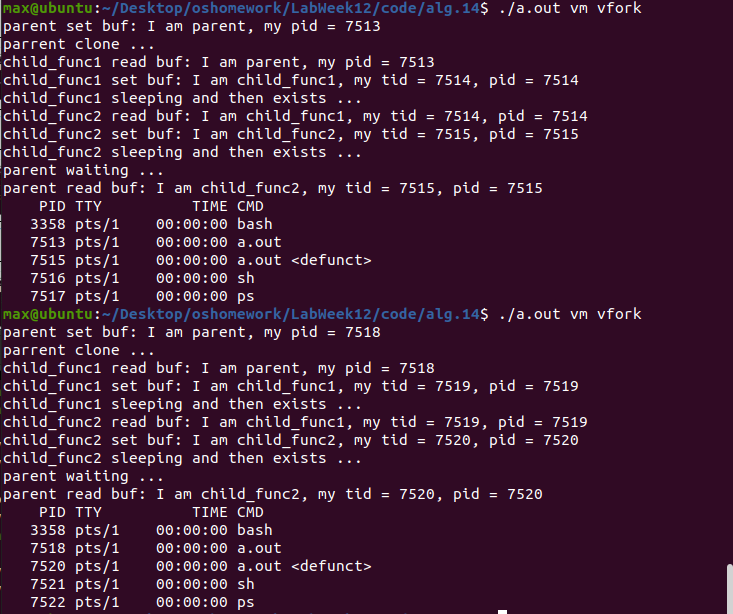 max@ubuntu:~/Desktop/oshomework/LabWeek12/code/alg.14$ ./a.out vm vfork
parent set buf: I am parent, my pid = 7513
parrent clone ...
child_func1 read buf: I am parent, my pid = 7513
child_func1 set buf: I am child_func1, my tid = 7514, pid = 7514
child_func1 sleeping and then exists ...
child_func2 read buf: I am child_func1, my tid = 7514, pid = 7514
child_func2 set buf: I am child_func2, my tid = 7515, pid = 7515
child_func2 sleeping and then exists ...
parent waiting ...
parent read buf: I am child_func2, my tid = 7515, pid = 7515
    PID TTY          TIME CMD
   3358 pts/1    00:00:00 bash
   7513 pts/1    00:00:00 a.out
   7515 pts/1    00:00:00 a.out <defunct>
   7516 pts/1    00:00:00 sh
   7517 pts/1    00:00:00 ps
max@ubuntu:~/Desktop/oshomework/LabWeek12/code/alg.14$ ./a.out vm vfork
parent set buf: I am parent, my pid = 7518
parrent clone ...
child_func1 read buf: I am parent, my pid = 7518
child_func1 set buf: I am child_func1, my tid = 7519, pid = 7519
child_func1 sleeping and then exists ...
child_func2 read buf: I am child_func1, my tid = 7519, pid = 7519
child_func2 set buf: I am child_func2, my tid = 7520, pid = 7520
child_func2 sleeping and then exists ...
parent waiting ...
parent read buf: I am child_func2, my tid = 7520, pid = 7520
    PID TTY          TIME CMD
   3358 pts/1    00:00:00 bash
   7518 pts/1    00:00:00 a.out
   7520 pts/1    00:00:00 a.out <defunct>
   7521 pts/1    00:00:00 sh
   7522 pts/1    00:00:00 ps